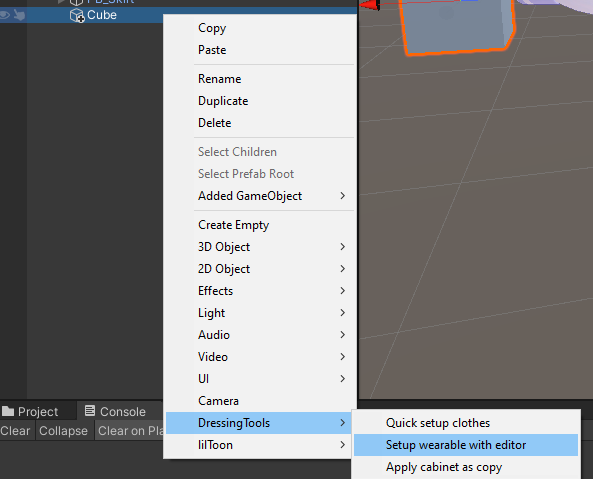 Cube
Copy
Paste
Rename
Duplicate
Delete
Select Children
Select Prefab Root
Added GameObject
Create Empty
3D Object
2D Object
Effects
Light
Audio
Video
UI
Camera
DressingTools
lilToon
Quick setup clothes
Setup wearable with editor
Apply cabinet as copy
Project
Console
Clear
Collapse
Clear on Pla